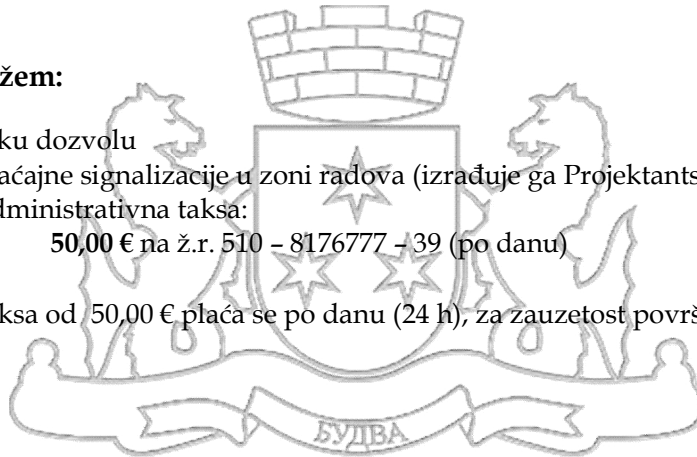 žem:
ku dozvolu
aćajne signalizacije u zoni radova (izrađuje ga Projektants
dministrativna taksa:
50,00 € na ž.r. 510 – 8176777 – 39 (po danu)
ksa od 50,00 € plaća se po danu (24 h), za zauzetost površ
БУДВА